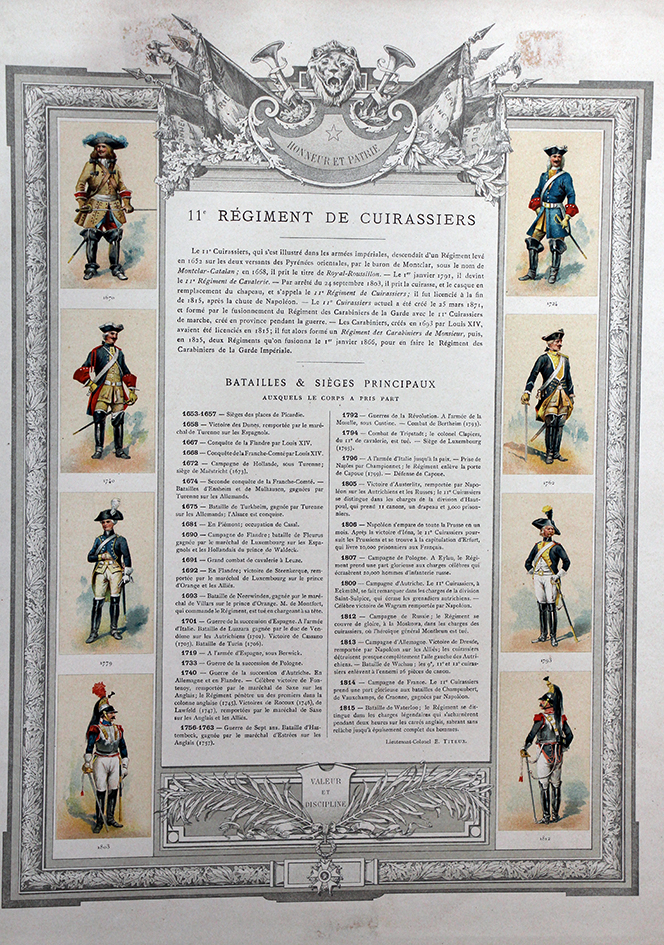 HONNEUR ET PATRIE
11e RÉGIMENT DE CUIRASSIERS
Le 11e Cuirassiers, qui s'est illustré dans les armées impériales, descendait d'un Régiment levé
en 1652 sur les deux versants des Pyrénées orientales, par le baron de Montclar, sous le nom de
Montclar-Catalan; en 1668, il prit le titre de Royal-Roussillon. — Le 1er janvier 1791, il devint
le 11e Régiment de Cavalerie. — Par arrêté du 24 septembre 1803, il prit la cuirasse, et le casque en
remplacement du chapeau, et s'appela le 11e Régiment de Cuirassiers; il fut licencié à la fin
de 1815, après la chute de Napoléon. — Le 11e Cuirassiers actuel a été créé le 25 mars 1871,
et formé par le fusionnement du Régiment des Carabiniers de la Garde avec le 11e Cuirassiers
de marche, créé en province pendant la guerre. — Les Carabiniers, créés en 1693 par Louis XIV,
avaient été licenciés en 1815; il fut alors formé un Régiment des Carabiniers de Monsieur, puis,
en 1825, deux Régiments qu'on fusionna le 1er janvier 1866, pour en faire le Régiment des
Carabiniers de la Garde Impériale.
BATAILLES & SIÈGES PRINCIPAUX
AUXQUELS LE CORPS A PRIS PART
1653-1657 — Sièges des places de Picardie.
1658 — Victoire des Dunes, remportée par le maré-
chal de Turenne sur les Espagnols.
1667 — Conquête de la Flandre par Louis XIV.
1668 — Conquête de la Franche-Comté par Louis XIV.
1672 — Campagne de Hollande, sous Turenne;
siège de Maëstricht (1673).
1674 — Seconde conquête de la Franche-Comté. —
Batailles d'Ensheim et de Mulhausen, gagnées par
Turenne sur les Allemands.
1675 — Bataille de Turkheim, gagnée par Turenne
sur les Allemands; l'Alsace est conquise.
1681 — En Piémont; occupation de Casal.
1690 — Campagne de Flandre; bataille de Fleurus
gagnée par le maréchal de Luxembourg sur les Espa-
gnols et les Hollandais du prince de Waldeck.
1691 — Grand combat de cavalerie à Leuze.
1692 — En Flandre; victoire de Steenkerque, rem-
portée par le maréchal de Luxembourg sur le prince
d'Orange et les Alliés.
1693 — Bataille de Neerwinden, gagnée par le maré-
chal de Villars sur le prince d'Orange. M. de Montfort,
qui commande le Régiment, est tué en chargeant à sa tête.
1701 — Guerre de la succession d'Espagne. A l'armée
d'Italie. Bataille de Luzzara gagnée par le duc de Ven-
dôme sur les Autrichiens (1702). Victoire de Cassano
(1705). Bataille de Turin (1706).
1719 — A l'armée d'Espagne, sous Berwick.
1733 — Guerre de la succession de Pologne.
1740 — Guerre de la succession d'Autriche. En
Allemagne et en Flandre. — Célèbre victoire de Fon-
tenoy, remportée par le maréchal de Saxe sur les
Anglais; le Régiment pénètre un des premiers dans la
colonne anglaise (1745). Victoires de Rocoux (1746), de
Lawfeld (1747), remportées par le maréchal de Saxe
sur les Anglais et les Alliés.
1756-1763 — Guerre de Sept ans. Bataille d'Has-
tembeck, gagnée par le maréchal d'Estrées sur les
Anglais (1757).
1792 — Guerres de la Révolution. A l'armée de la
Moselle, sous Custine. — Combat de Bertheim (1793).
1794 — Combat de Tripstadt; le colonel Clapiers,
du 11e de cavalerie, est tué. — Siège de Luxembourg
(1795).
1796 — A l'armée d'Italie jusqu'à la paix. — Prise de
Naples par Championnet; le Régiment enlève la porte
de Capoue (1799). — Défense de Capoue.
1805 — Victoire d'Austerlitz, remportée par Napo-
léon sur les Autrichiens et les Russes; le 11e Cuirassiers
se distingue dans les charges de la division d'Haut-
poul, qui prend 11 canons, un drapeau et 3,000 prison-
niers.
1806 — Napoléon s'empare de toute la Prusse en un
mois. Après la victoire d'Iéna, le 11e Cuirassiers pour-
suit les Prussiens et se trouve à la capitulation d'Erfurt,
qui livre 10,000 prisonniers aux Français.
1807 — Campagne de Pologne. A Eylau, le Régi-
ment prend une part glorieuse aux charges célèbres qui
écrasèrent 20,000 hommes d'infanterie russe.
1809 — Campagne d'Autriche. Le 11e Cuirassiers, à
Eckmühl, se fait remarquer dans les charges de la division
Saint-Sulpice, qui écrase les grenadiers autrichiens. —
Célèbre victoire de Wagram remportée par Napoléon.
1812 — Campagne de Russie; le Régiment se
couvre de gloire, à la Moskowa, dans les charges des
cuirassiers, où l'héroïque général Montbrun est tué.
1813 — Campagne d'Allemagne. Victoire de Dresde,
remportée par Napoléon sur les Alliés; les cuirassiers
détruisent presque complètement l'aile gauche des Autri-
chiens. — Bataille de Wachau; les 9e, 11e et 12e cuiras-
siers enlèvent à l'ennemi 26 pièces de canon.
1814 — Campagne de France. Le 11e Cuirassiers
prend une part glorieuse aux batailles de Champaubert,
de Vauxchamps, de Craonne, gagnées par Napoléon.
1815 — Bataille de Waterloo; le Régiment se dis-
tingue dans les charges légendaires qui s'acharnèrent
pendant deux heures sur les carrés anglais, sabrant sans
relâche jusqu'à épuisement complet des hommes.
Lieutenant-Colonel E. TITEUX.
1670
1724
1740
1762
1779
1793
1803
1812
VALEUR
ET
DISCIPLINE